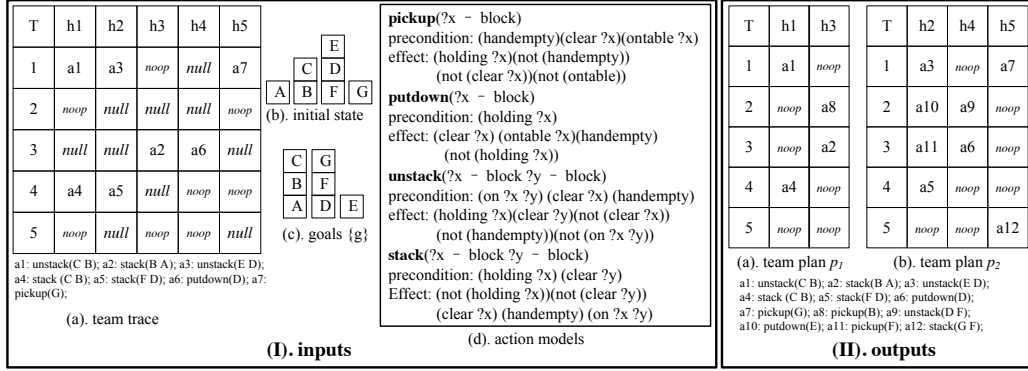 T h1 h2 h3 h4 h5
1 a1 a3 noop null a7
2 noop null null null noop
3 null null a2 a6 null
4 a4 a5 null noop noop
5 noop null noop noop null
a1: unstack(C B); a2: stack(B A); a3: unstack(E D);
a4: stack (C B); a5: stack(F D); a6: putdown(D); a7:
pickup(G);
(a). team trace
E
C D
A B F G
(b). initial state
C G
B F
A D E
(c). goals {g}
pickup(?x - block)
precondition: (handempty)(clear ?x)(ontable ?x)
effect: (holding ?x)(not (handempty))
(not (clear ?x))(not (ontable))
putdown(?x - block)
precondition: (holding ?x)
effect: (clear ?x) (ontable ?x)(handempty)
(not (holding ?x))
unstack(?x - block ?y - block)
precondition: (on ?x ?y) (clear ?x) (handempty)
effect: (holding ?x)(clear ?y)(not (clear ?x))
(not (handempty))(not (on ?x ?y))
stack(?x - block ?y - block)
precondition: (holding ?x) (clear ?y)
Effect: (not (holding ?x))(not (clear ?y))
(clear ?x) (handempty) (on ?x ?y)
(d). action models
(I). inputs
T h1 h3
1 a1 noop
2 noop a8
3 noop a2
4 a4 noop
5 noop noop
(a). team plan p1
T h2 h4 h5
1 a3 noop a7
2 a10 a9 noop
3 a11 a6 noop
4 a5 noop noop
5 noop noop a12
(b). team plan p2
a1: unstack(C B); a2: stack(B A); a3: unstack(E D);
a4: stack (C B); a5: stack(F D); a6: putdown(D);
a7: pickup(G); a8: pickup(B); a9: unstack(D F);
a10: putdown(E); a11: pickup(F); a12: stack(G F);
(II). outputs